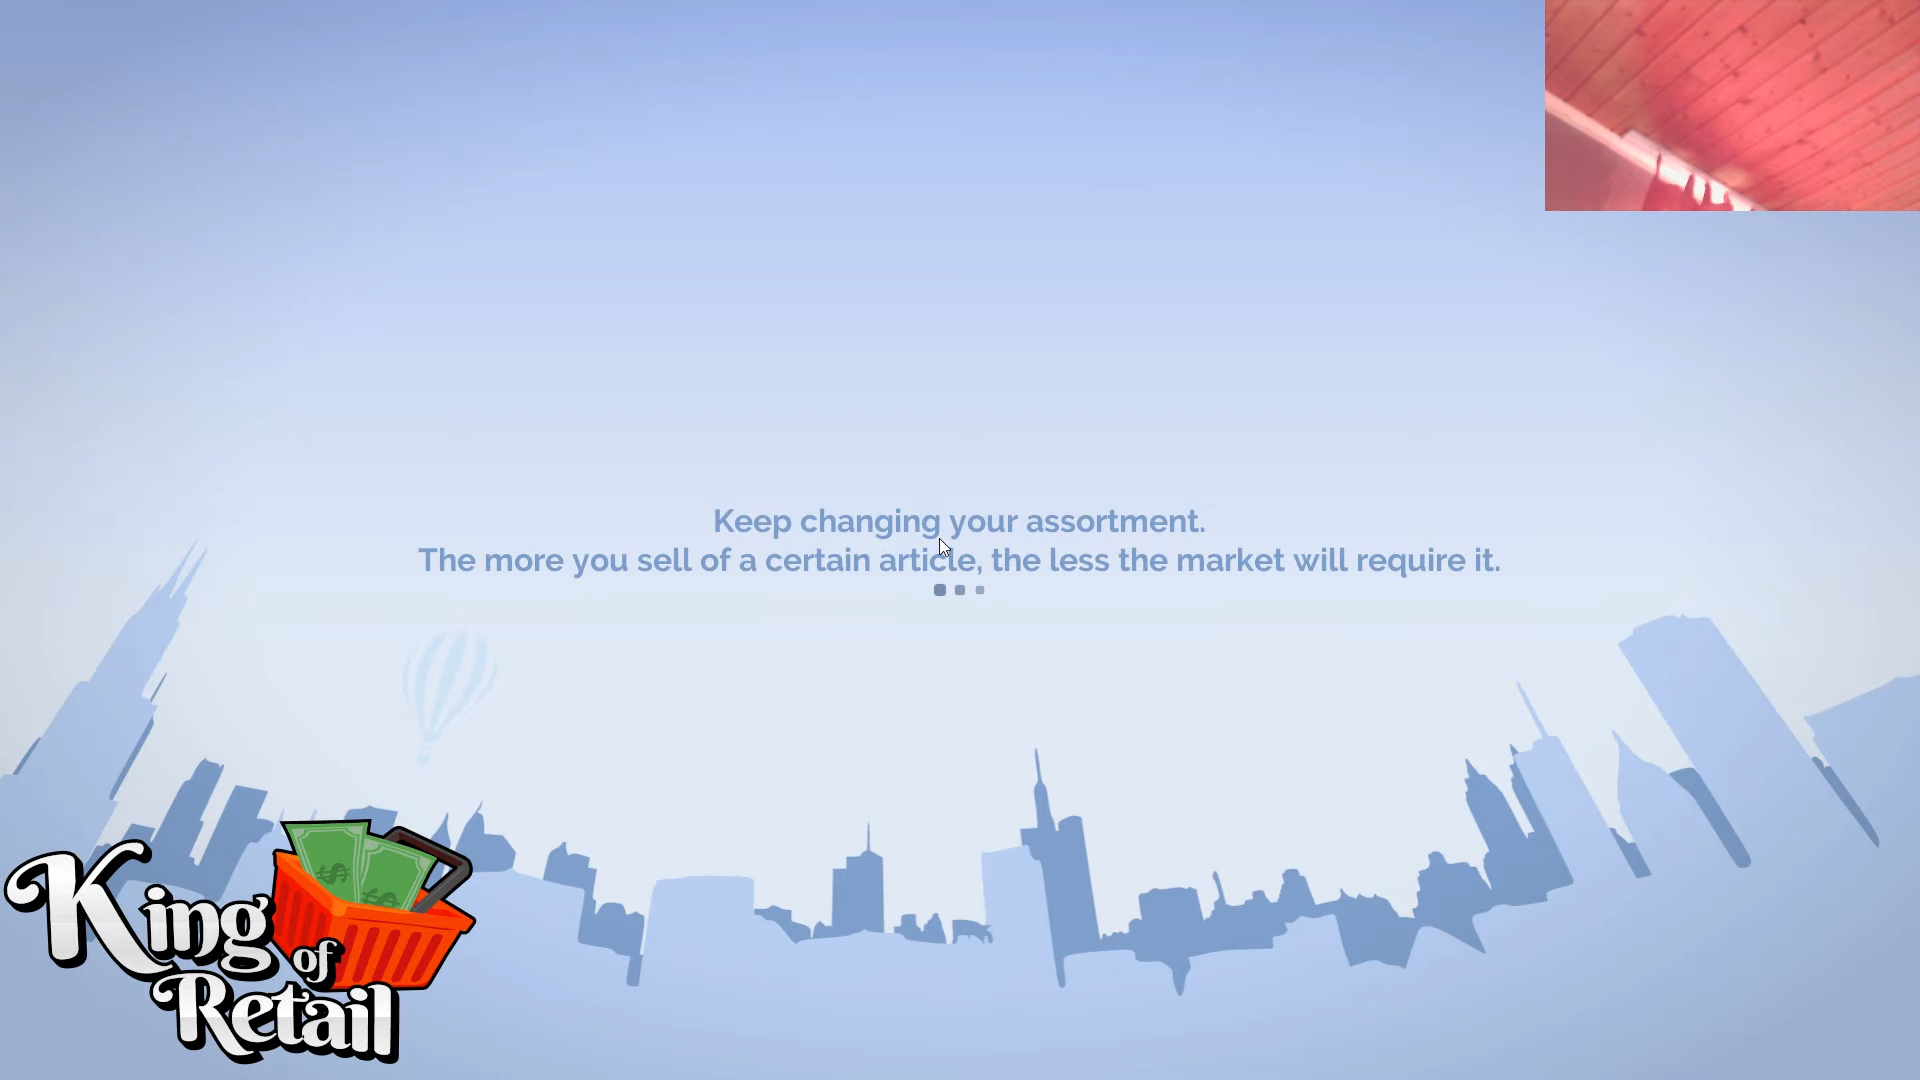 Keep changing your assortment.
The more you sell of a certain article, the less the market will require it.
King
of
Retail